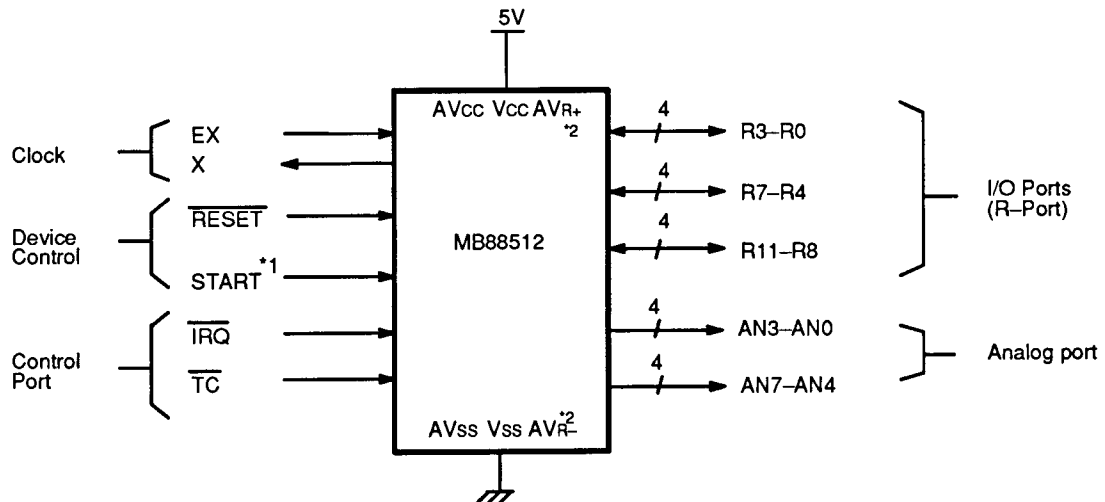 5V
AVCC VCC AVR+
*2
Clock
EX
X
Device
Control
RESET
START*1
Control
Port
IRQ
TC
MB88512
4
R3–R0
4
R7–R4
4
R11–R8
I/O Ports
(R–Port)
4
AN3–AN0
4
AN7–AN4
Analog port
AVSS VSS AVR–*2